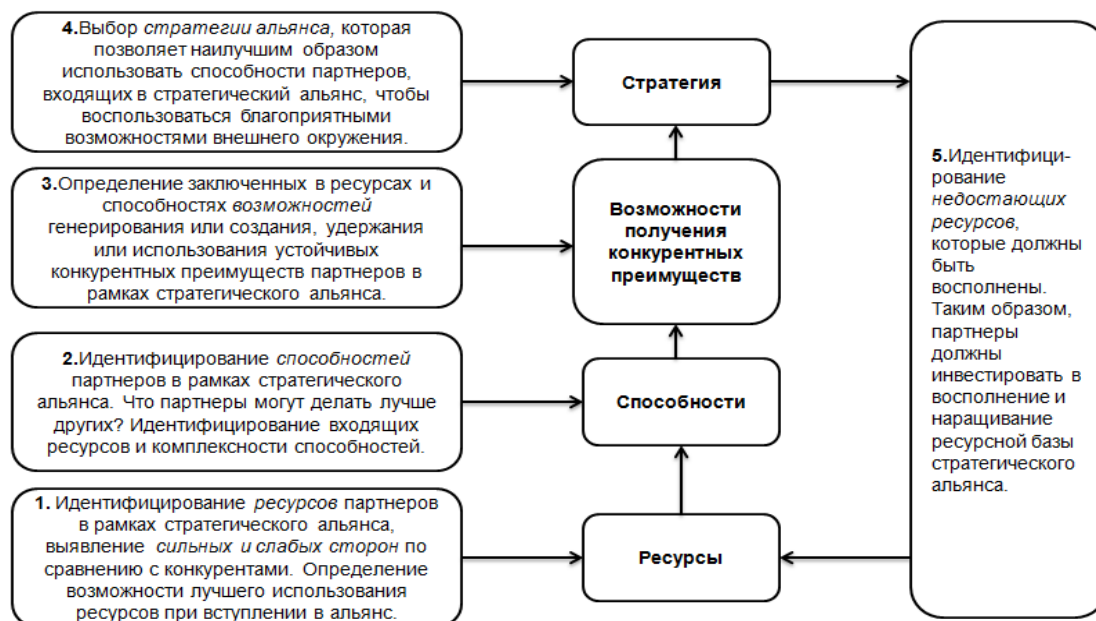 4.Выбор стратегии альянса, которая
позволяет наилучшим образом
использовать способности партнеров,
входящих в стратегический альянс, чтобы
воспользоваться благоприятными
возможностями внешнего окружения.
Стратегия
3.Определение заключенных в ресурсах и
способностях возможностей
генерирования или создания, удержания
или использования устойчивых
конкурентных преимуществ партнеров в
рамках стратегического альянса.
Возможности
получения
конкурентных
преимуществ
2.Идентифицирование способностей
партнеров в рамках стратегического
альянса. Что партнеры могут делать лучше
других? Идентифицирование входящих
ресурсов и комплексности способностей.
Способности
1. Идентифицирование ресурсов партнеров
в рамках стратегического альянса,
выявление сильных и слабых сторон по
сравнению с конкурентами. Определение
возможности лучшего использования
ресурсов при вступлении в альянс.
Ресурсы
5.Идентифици-
рование
недостающих
ресурсов,
которые должны
быть
восполнены.
Таким образом,
партнеры
должны
инвестировать в
восполнение и
наращивание
ресурсной базы
стратегического
альянса.